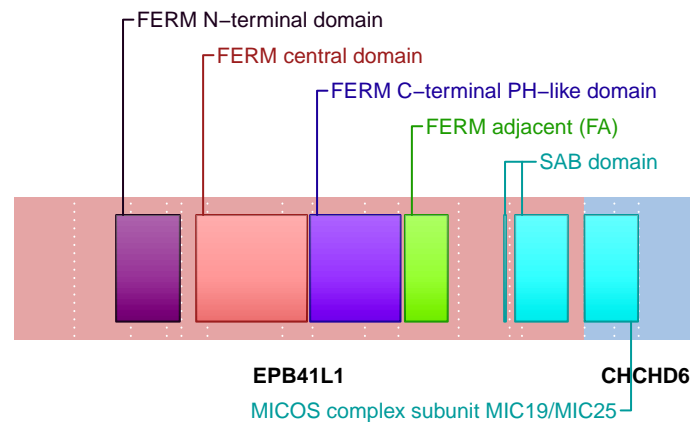 FERM N−terminal domain
FERM central domain
FERM C−terminal PH−like domain
FERM adjacent (FA)
SAB domain
EPB41L1
CHCHD6
MICOS complex subunit MIC19/MIC25